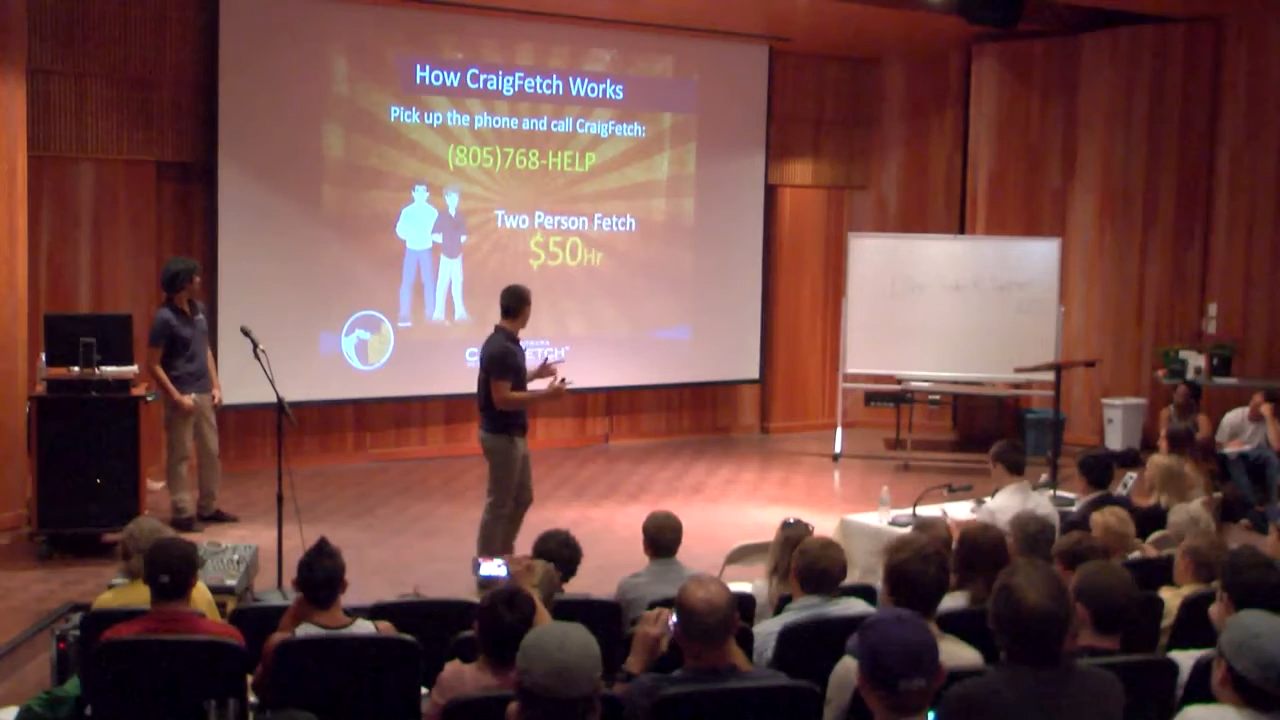 How CraigFetch Works
Pick up the phone and call CraigFetch:
(805)768-HELP
Two Person Fetch
$50Hr